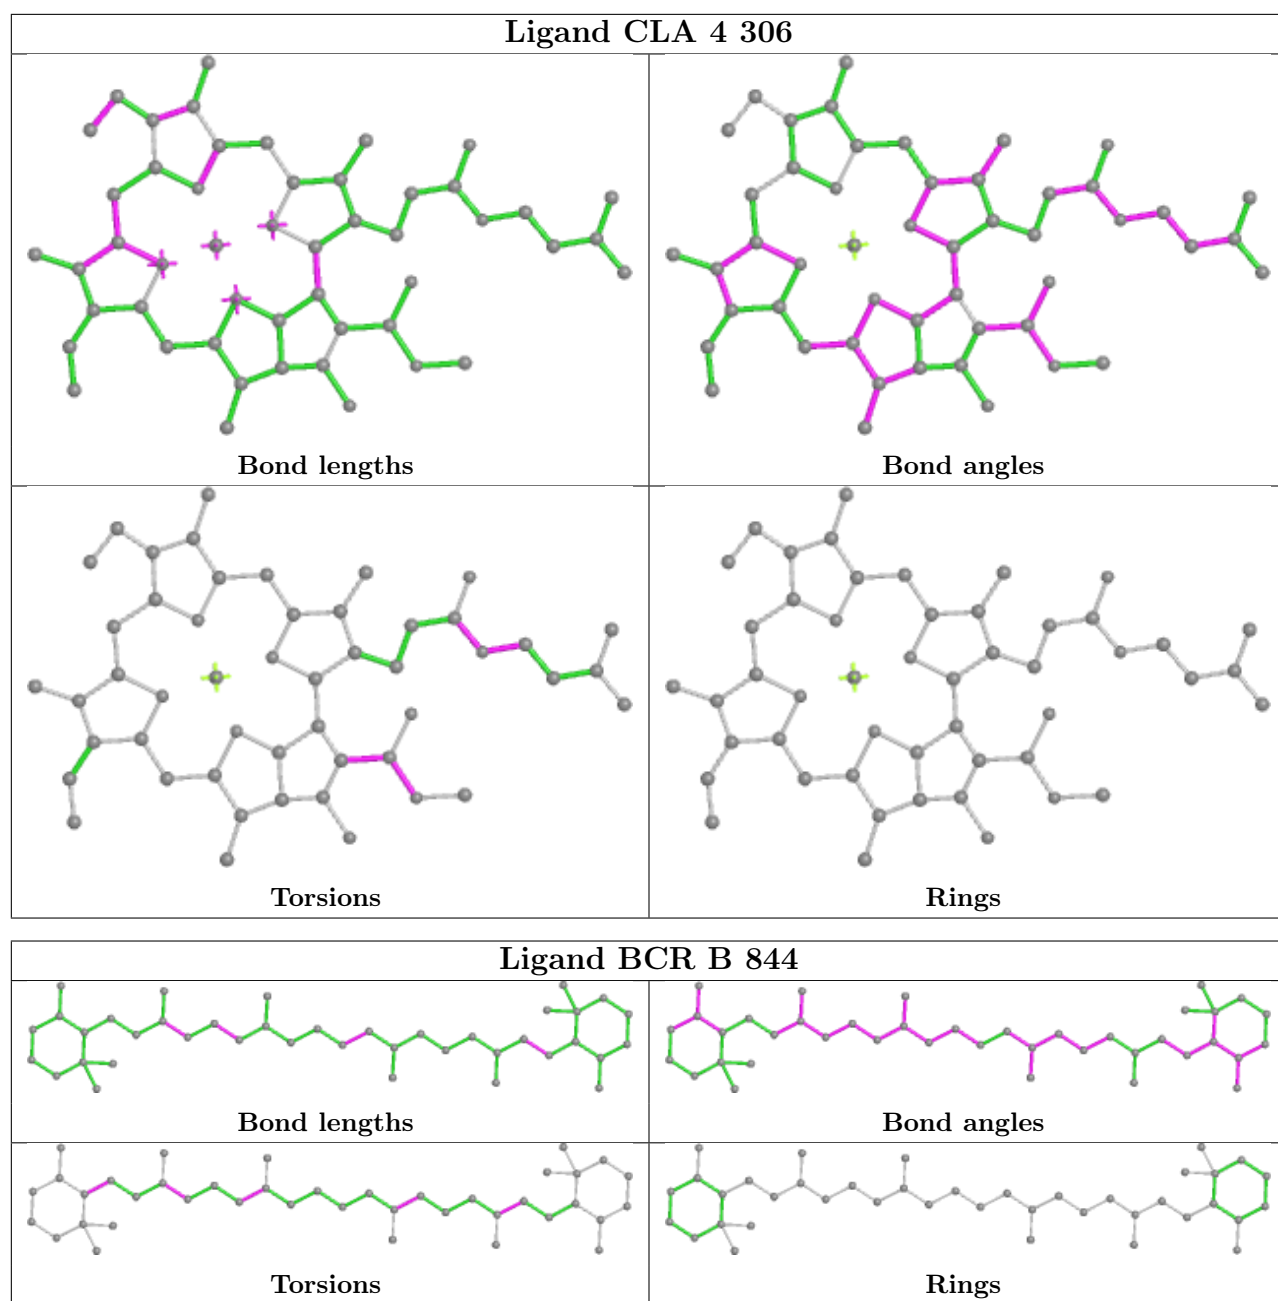 Ligand CLA 4 306
Bond lengths
Bond angles
Torsions
Rings
Ligand BCR B 844
Bond lengths
Bond angles
Torsions
Rings